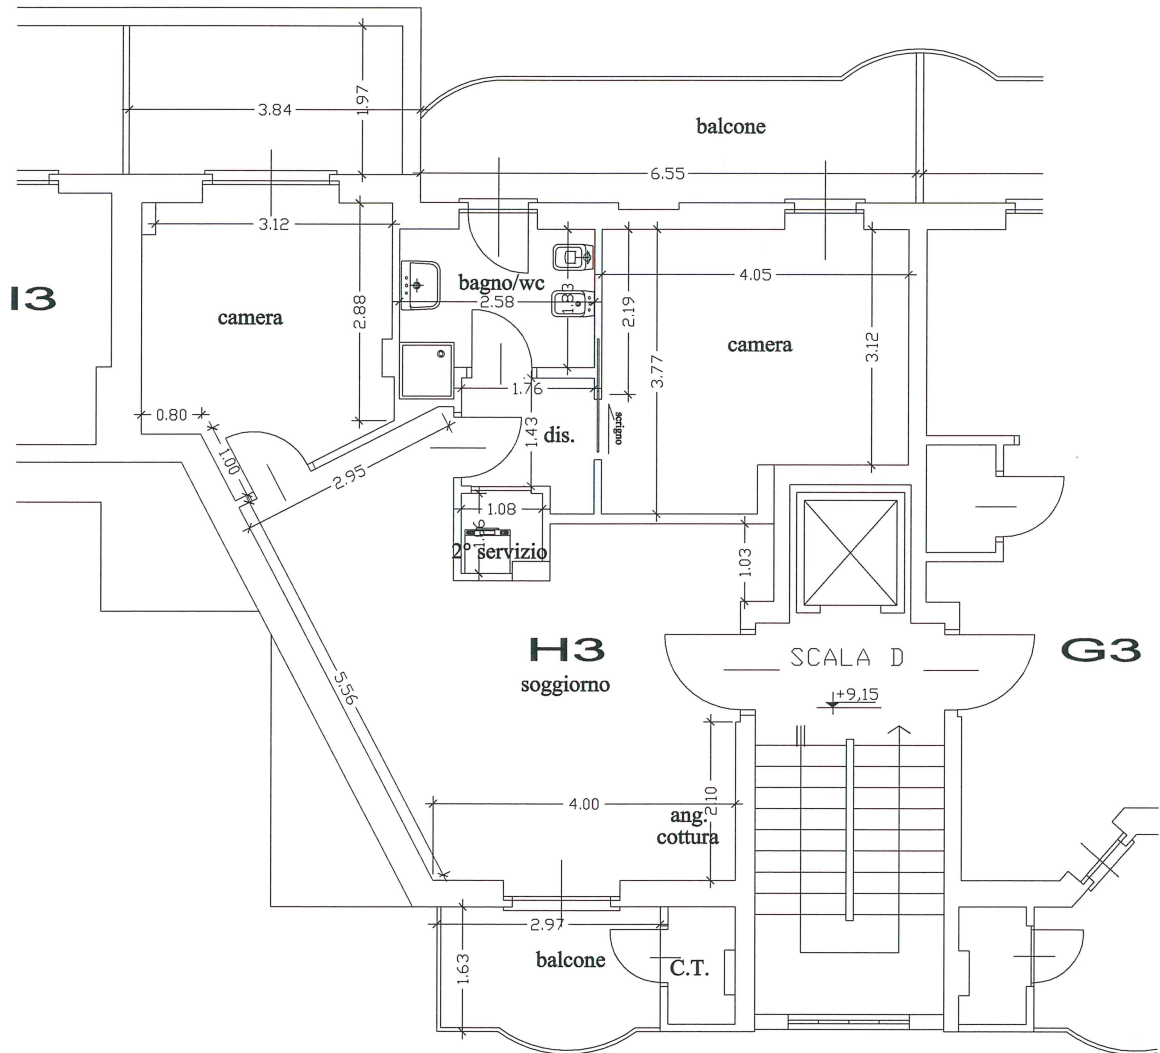 1.97
3.84
balcone
6.55
3.12
4.05
bagno/wc
2.58
1.83
I3
2.88
2.19
camera
camera
3.12
3.77
1.76
0.80
scrigno
1.43
dis.
1.00
2.95
1.08
2° servizio
1.03
H3
G3
SCALA D
soggiorno
+9,15
5.56
4.00
2.10
ang.
cottura
2.97
balcone
C.T.
1.63